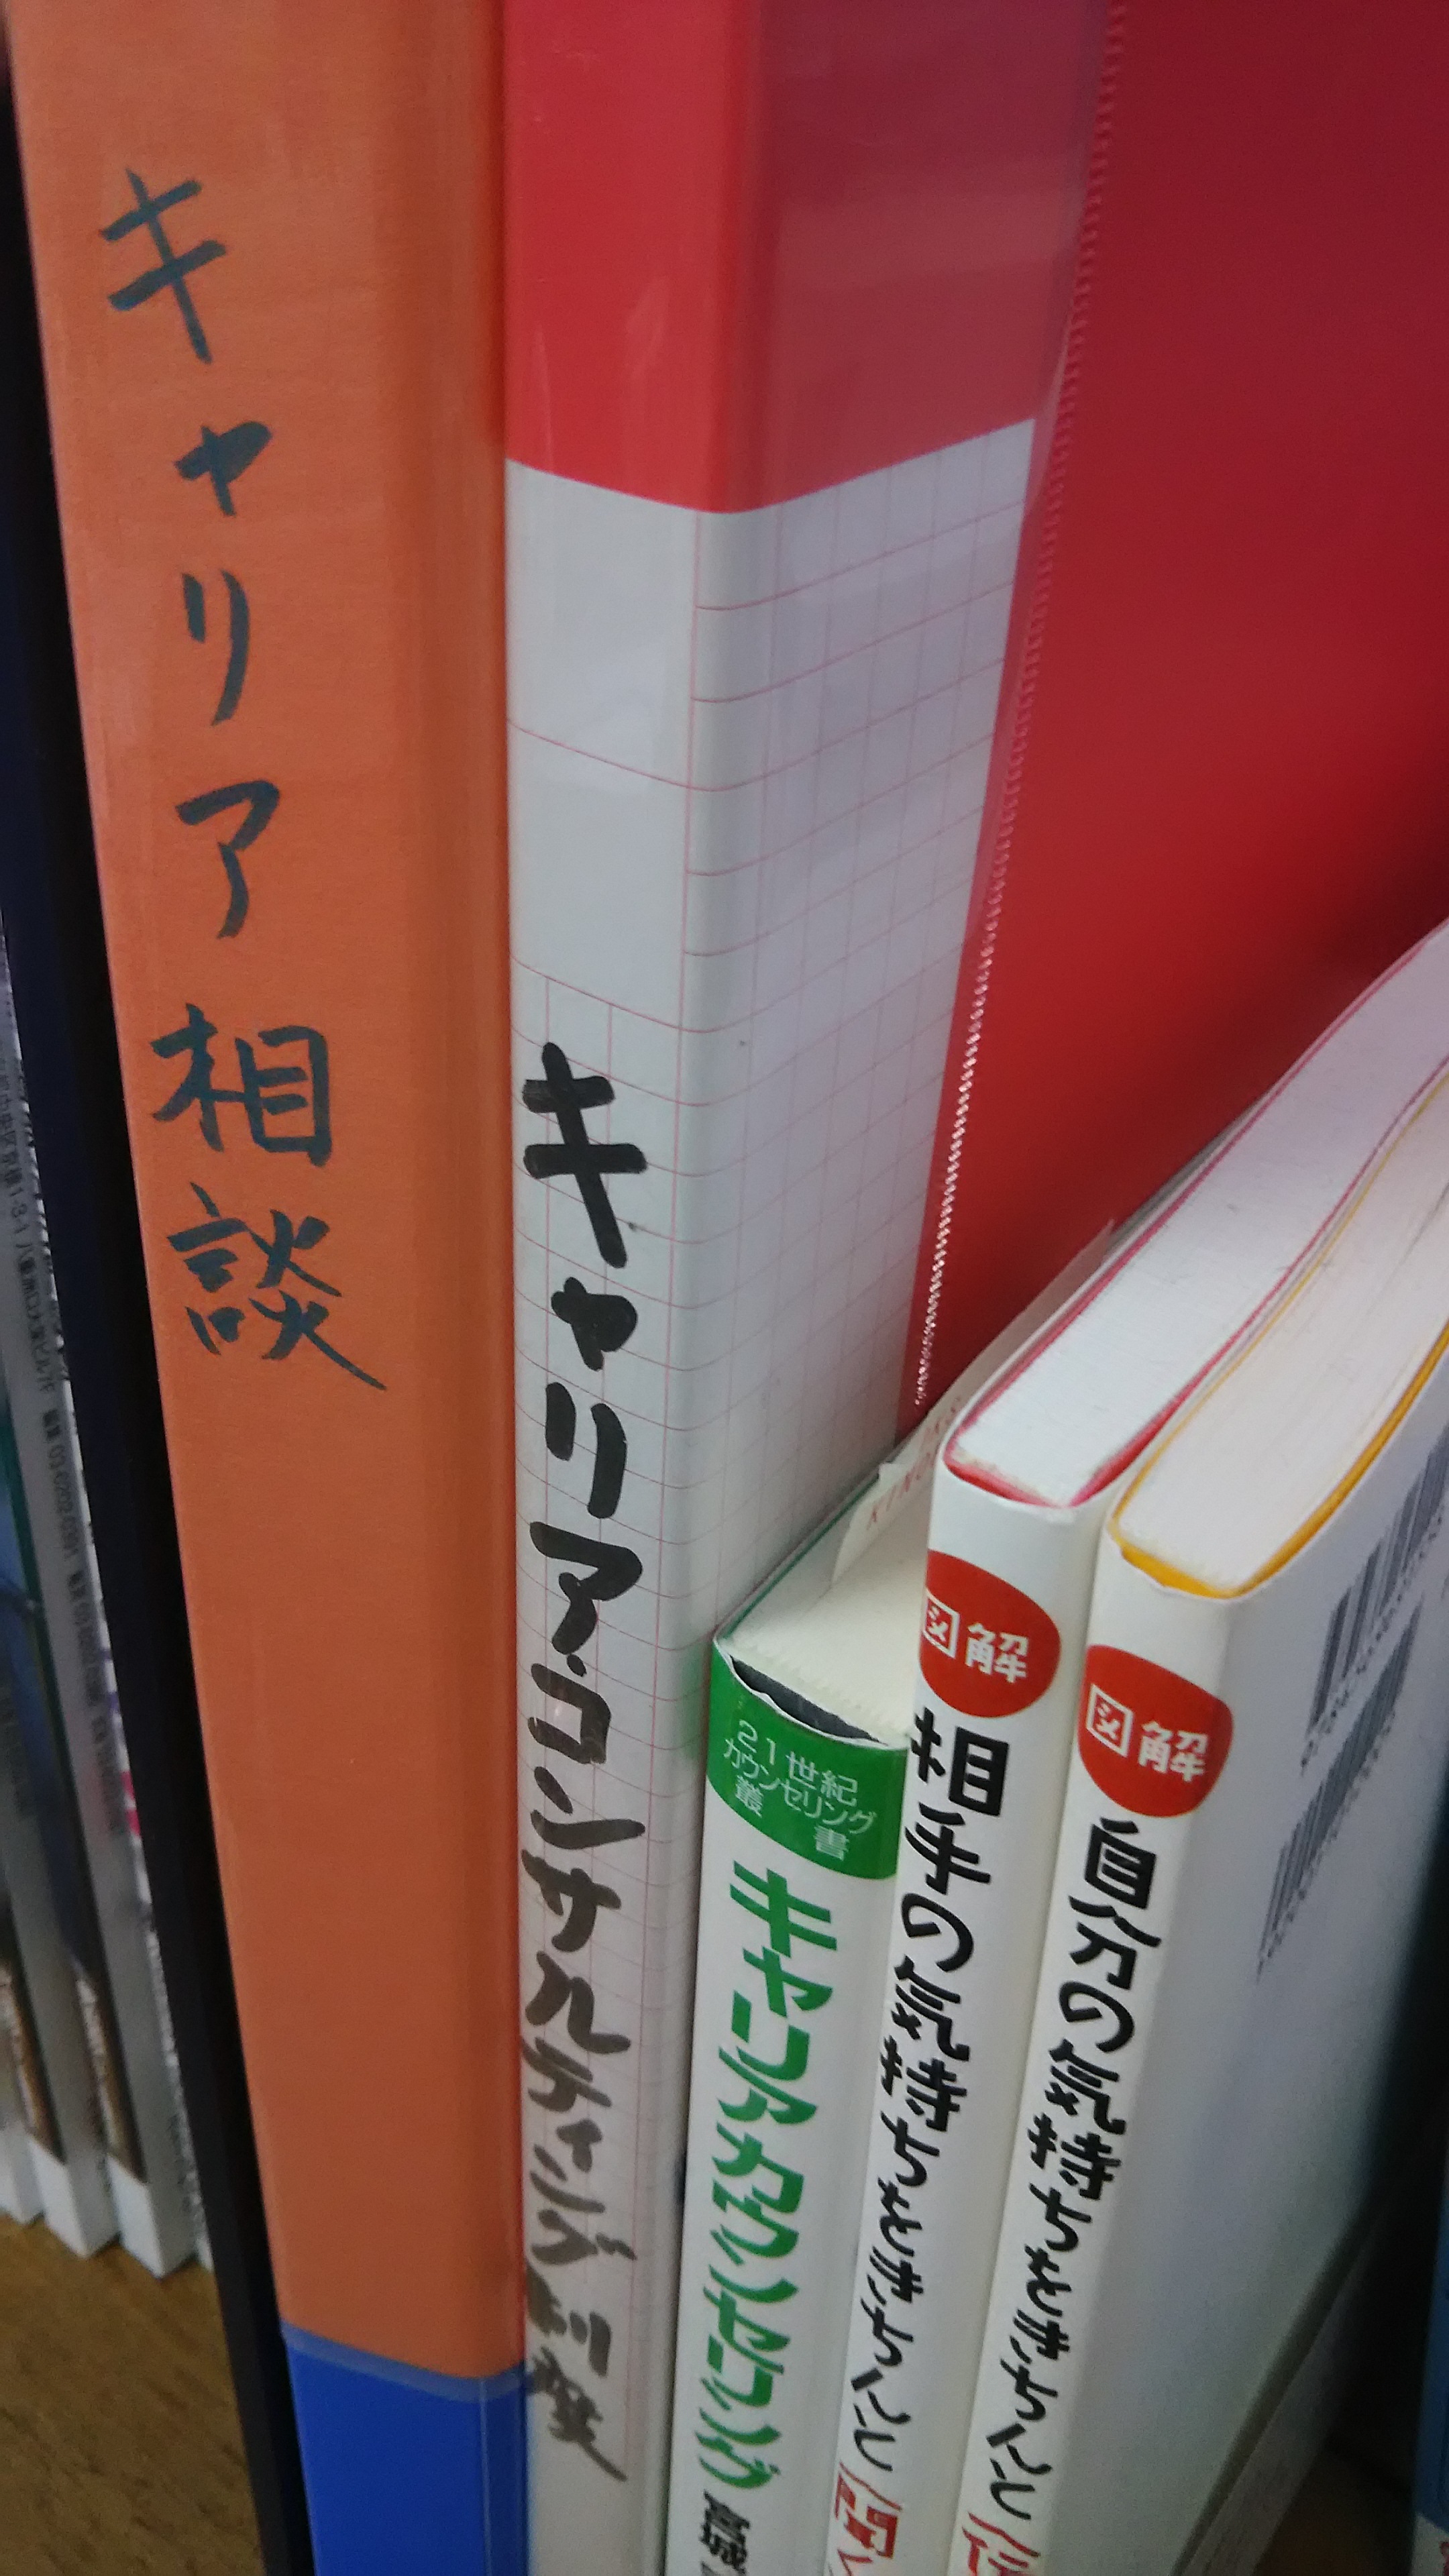 キャリア相談
キャリア・コンサルティング制度
21世紀
カウンセリング
叢書
キャリアカウンセリング
宮城
図解
相手の気持ちをきちんと
図解
自分の気持ちをきちんと